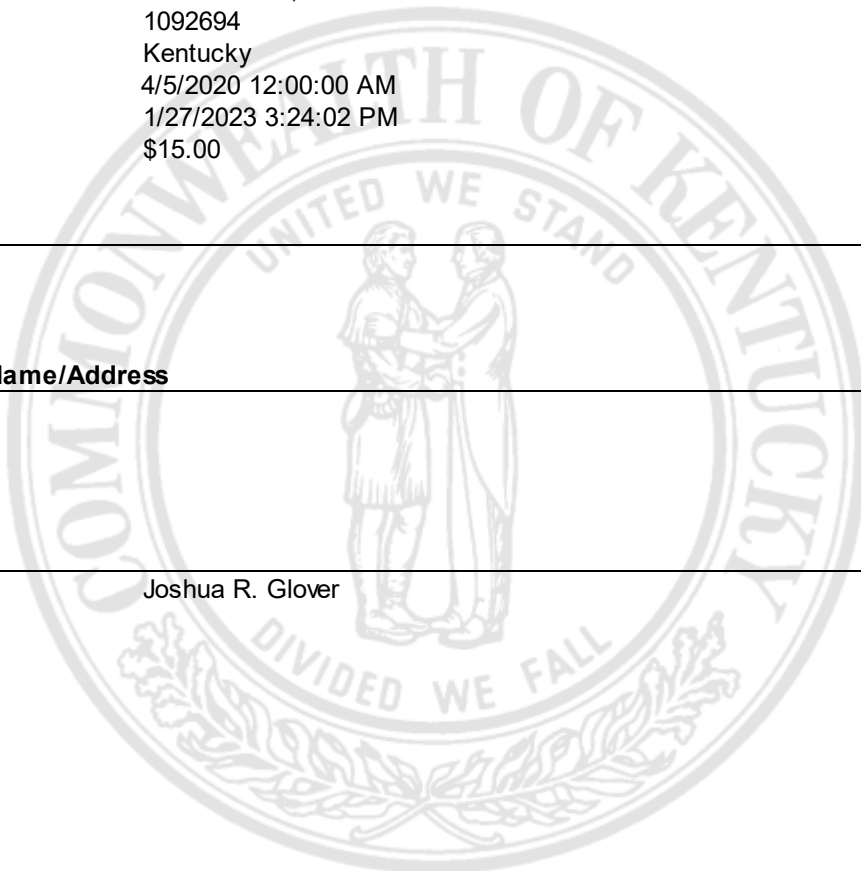 1092694
Kentucky
4/5/2020 12:00:00 AM
1/27/2023 3:24:02 PM
$15.00
COMMONWEALTH OF KENTUCKY
UNITED WE STAND
Name/Address
Joshua R. Glover
DIVIDED WE FALL